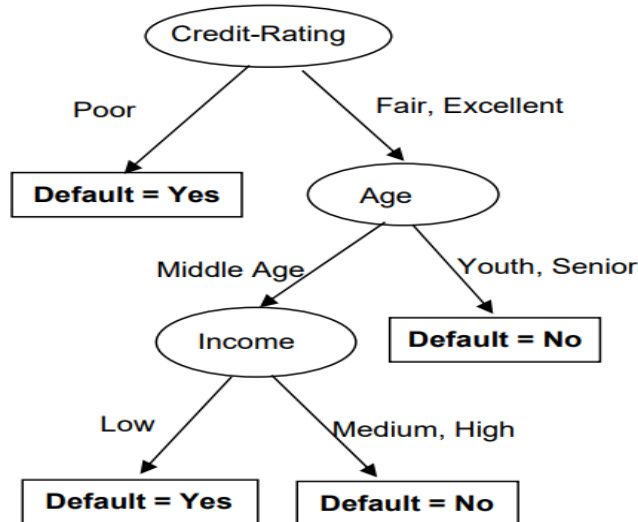 Credit-Rating
Poor
Fair, Excellent
Default = Yes
Age
Middle Age
Youth, Senior
Income
Default = No
Low
Medium, High
Default = Yes
Default = No